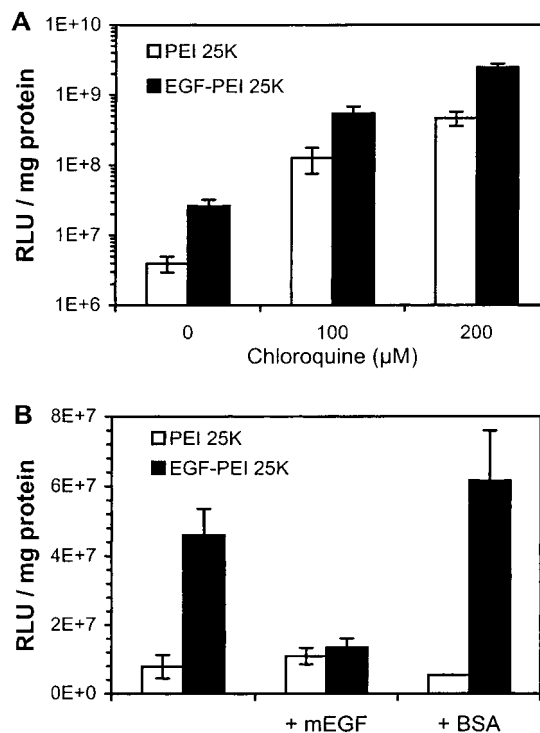 A
1E+10
PEI 25K
EGF-PEI 25K
1E+9
1E+8
1E+7
1E+6
RLU / mg protein
0 100 200
Chloroquine (µM)
B
8E+7
PEI 25K
EGF-PEI 25K
6E+7
4E+7
2E+7
0E+0
RLU / mg protein
+ mEGF + BSA